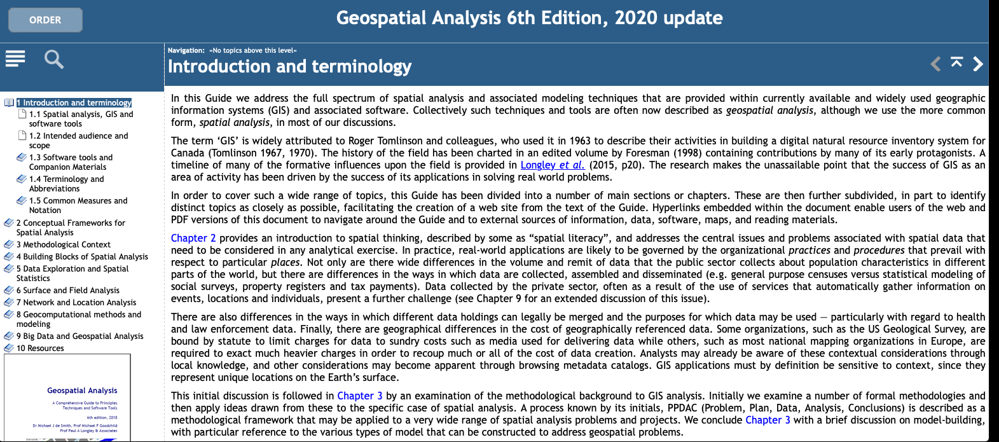 ORDER
Geospatial Analysis 6th Edition, 2020 update
Navigation: »No topics above this level«
Introduction and terminology
1 Introduction and terminology
1.1 Spatial analysis, GIS and
software tools
1.2 Intended audience and
scope
1.3 Software tools and
Companion Materials
1.4 Terminology and
Abbreviations
1.5 Common Measures and
Notation
2 Conceptual Frameworks for
Spatial Analysis
3 Methodological Context
4 Building Blocks of Spatial Analysis
5 Data Exploration and Spatial
Statistics
6 Surface and Field Analysis
7 Network and Location Analysis
8 Geocomputational methods and
modeling
9 Big Data and Geospatial Analysis
10 Resources
Geospatial Analysis
A Comprehensive Guide to Principles
Techniques and Software Tools
6th edition, 2018
Dr Michael J de Smith, Prof Michael F Goodchild
Prof Paul A Longley & Associates
In this Guide we address the full spectrum of spatial analysis and associated modeling techniques that are provided within currently available and widely used geographic
information systems (GIS) and associated software. Collectively such techniques and tools are often now described as geospatial analysis, although we use the more common
form, spatial analysis, in most of our discussions.
The term ‘GIS’ is widely attributed to Roger Tomlinson and colleagues, who used it in 1963 to describe their activities in building a digital natural resource inventory system for
Canada (Tomlinson 1967, 1970). The history of the field has been charted in an edited volume by Foresman (1998) containing contributions by many of its early protagonists. A
timeline of many of the formative influences upon the field is provided in Longley et al. (2015, p20). The research makes the unassailable point that the success of GIS as an
area of activity has been driven by the success of its applications in solving real world problems.
In order to cover such a wide range of topics, this Guide has been divided into a number of main sections or chapters. These are then further subdivided, in part to identify
distinct topics as closely as possible, facilitating the creation of a web site from the text of the Guide. Hyperlinks embedded within the document enable users of the web and
PDF versions of this document to navigate around the Guide and to external sources of information, data, software, maps, and reading materials.
Chapter 2 provides an introduction to spatial thinking, described by some as “spatial literacy”, and addresses the central issues and problems associated with spatial data that
need to be considered in any analytical exercise. In practice, real-world applications are likely to be governed by the organizational practices and procedures that prevail with
respect to particular places. Not only are there wide differences in the volume and remit of data that the public sector collects about population characteristics in different
parts of the world, but there are differences in the ways in which data are collected, assembled and disseminated (e.g. general purpose censuses versus statistical modeling of
social surveys, property registers and tax payments). Data collected by the private sector, often as a result of the use of services that automatically gather information on
events, locations and individuals, present a further challenge (see Chapter 9 for an extended discussion of this issue).
There are also differences in the ways in which different data holdings can legally be merged and the purposes for which data may be used — particularly with regard to health
and law enforcement data. Finally, there are geographical differences in the cost of geographically referenced data. Some organizations, such as the US Geological Survey, are
bound by statute to limit charges for data to sundry costs such as media used for delivering data while others, such as most national mapping organizations in Europe, are
required to exact much heavier charges in order to recoup much or all of the cost of data creation. Analysts may already be aware of these contextual considerations through
local knowledge, and other considerations may become apparent through browsing metadata catalogs. GIS applications must by definition be sensitive to context, since they
represent unique locations on the Earth’s surface.
This initial discussion is followed in Chapter 3 by an examination of the methodological background to GIS analysis. Initially we examine a number of formal methodologies and
then apply ideas drawn from these to the specific case of spatial analysis. A process known by its initials, PPDAC (Problem, Plan, Data, Analysis, Conclusions) is described as a
methodological framework that may be applied to a very wide range of spatial analysis problems and projects. We conclude Chapter 3 with a brief discussion on model-building,
with particular reference to the various types of model that can be constructed to address geospatial problems.